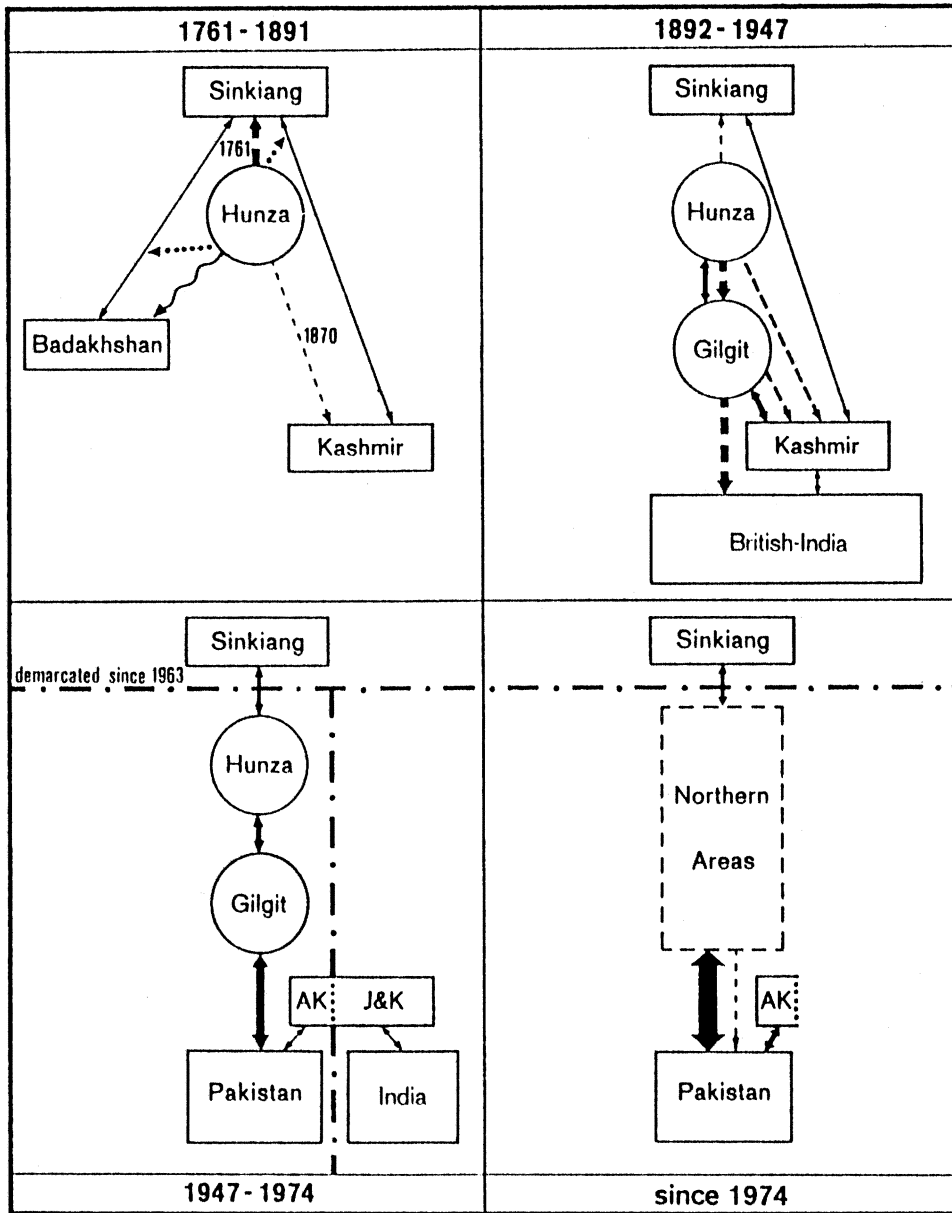 1761-1891
Sinkiang
1761
Hunza
Badakhshan
1870
Kashmir
1892-1947
Sinkiang
Hunza
Gilgit
Kashmir
British-India
Sinkiang
demarcated since 1963
Hunza
Gilgit
AK J&K
Pakistan India
1947-1974
Sinkiang
Northern
Areas
AK
Pakistan
since 1974